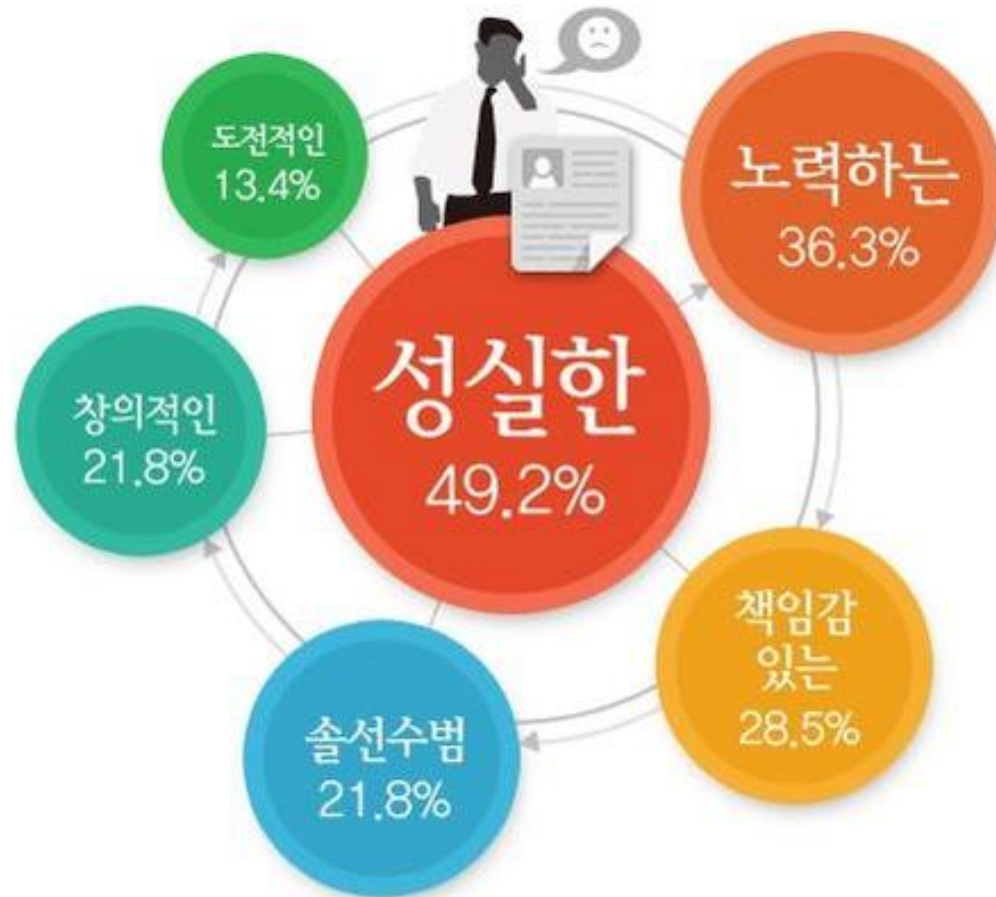 성실한
49.2%
노력하는
36.3%
책임감
있는
28.5%
솔선수범
21.8%
창의적인
21.8%
도전적인
13.4%